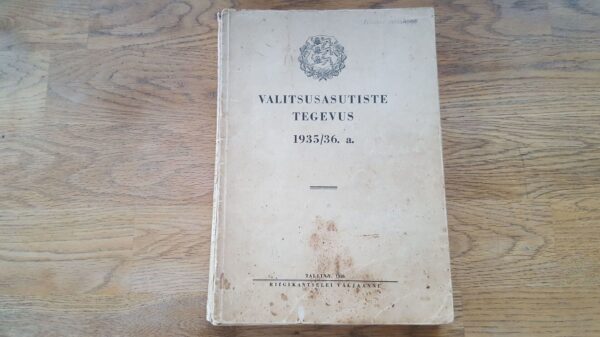 VALITSUSASUTISTE
TEGEVUS
1935/36. a.
TALLINN, 1936
RIIGIKANTSELEI VÄLJAANNE